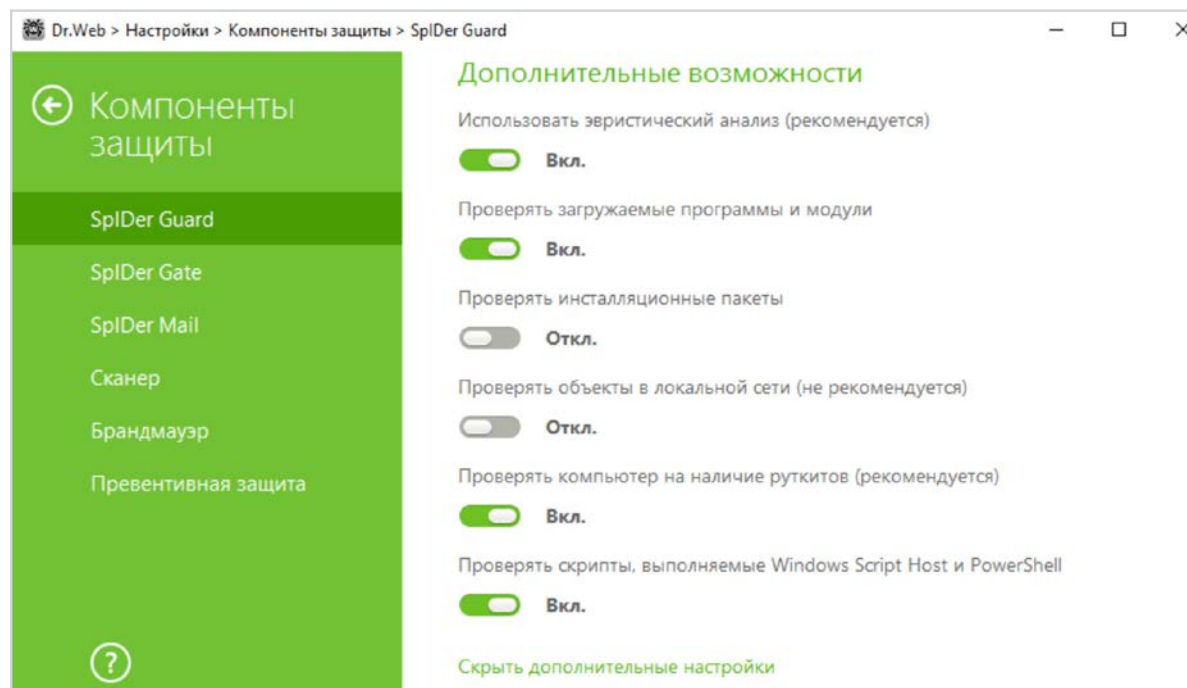 Dr.Web > Настройки > Компоненты защиты > SpIDer Guard
Компоненты
защиты
SpIDer Guard
SpIDer Gate
SpIDer Mail
Сканер
Брандмауэр
Превентивная защита
?
Дополнительные возможности
Использовать эвристический анализ (рекомендуется)
Вкл.
Проверять загружаемые программы и модули
Вкл.
Проверять инсталляционные пакеты
Откл.
Проверять объекты в локальной сети (не рекомендуется)
Откл.
Проверять компьютер на наличие руткитов (рекомендуется)
Вкл.
Проверять скрипты, выполняемые Windows Script Host и PowerShell
Вкл.
Скрыть дополнительные настройки